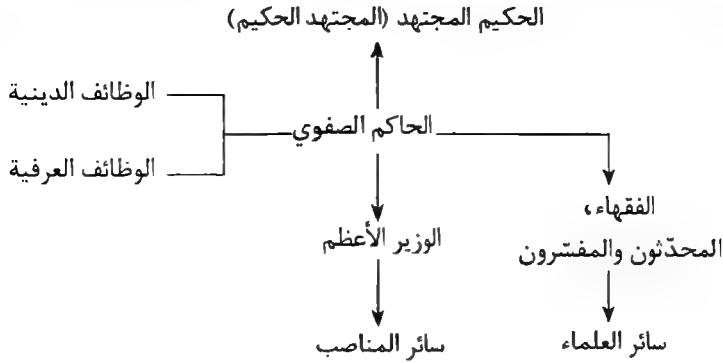 الحكيم المجتهد (المجتهد الحكيم)
الوظائف الدينية
الحاكم الصفوي
الوظائف العرفية
الفقهاء،
المحدّثون والمفسّرون
الوزير الأعظم
سائر العلماء
سائر المناصب